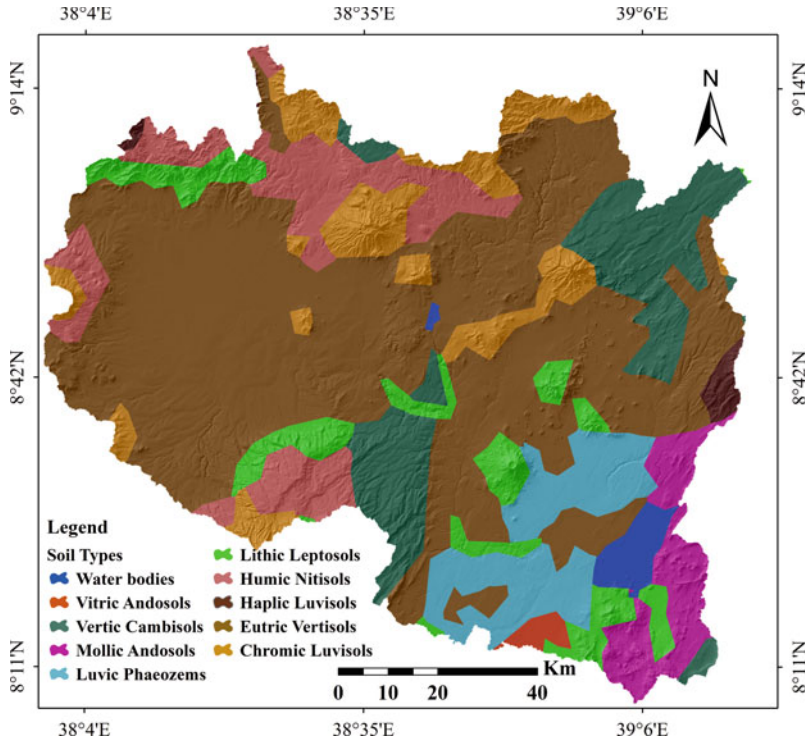 38°4'E 38°35'E 39°6'E
9°14'N 9°14'N
N
8°42'N 8°42'N
Legend
Soil Types
Water bodies
Vitric Andosols
Vertic Cambisols
Mollic Andosols
Luvic Phaeozems
Lithic Leptosols
Humic Nitisols
Haplic Luvisols
Eutric Vertisols
Chromic Luvisols
8°11'N 8°11'N
Km
0 10 20 40
38°4'E 38°35'E 39°6'E